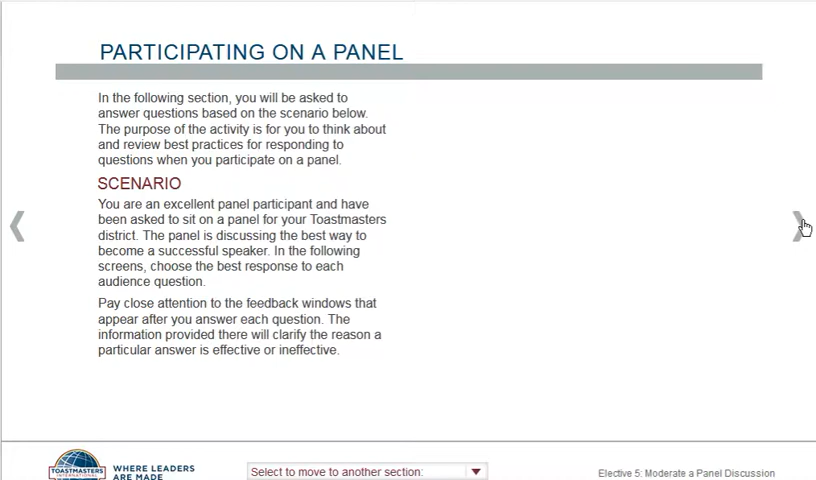 PARTICIPATING ON A PANEL
In the following section, you will be asked to
answer questions based on the scenario below.
The purpose of the activity is for you to think about
and review best practices for responding to
questions when you participate on a panel.
SCENARIO
You are an excellent panel participant and have
been asked to sit on a panel for your Toastmasters
district. The panel is discussing the best way to
become a successful speaker. In the following
screens, choose the best response to each
audience question.
Pay close attention to the feedback windows that
appear after you answer each question. The
information provided there will clarify the reason a
particular answer is effective or ineffective.
TOASTMASTERS
INTERNATIONAL
WHERE LEADERS
ARE MADE
Select to move to another section:
Elective 5: Moderate a Panel Discussion